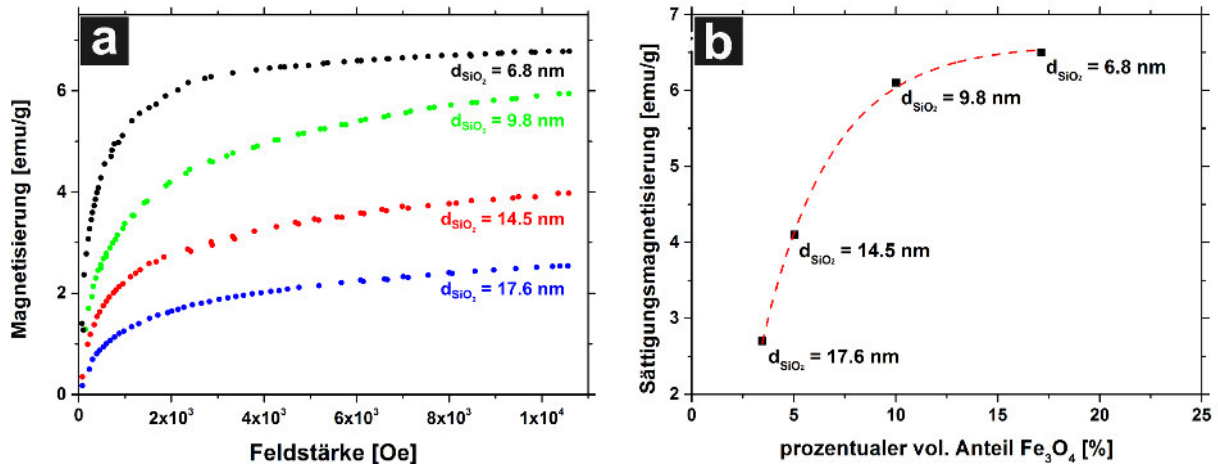 a
Magnetisierung [emu/g]
6
4
2
0
d_SiO₂ = 6.8 nm
d_SiO₂ = 9.8 nm
d_SiO₂ = 14.5 nm
d_SiO₂ = 17.6 nm
0 2x10³ 4x10³ 6x10³ 8x10³ 1x10⁴
Feldstärke [Oe]
b
Sättigungsmagnetisierung [emu/g]
7
6
5
4
3
2
d_SiO₂ = 6.8 nm
d_SiO₂ = 9.8 nm
d_SiO₂ = 14.5 nm
d_SiO₂ = 17.6 nm
0 5 10 15 20 25
prozentualer vol. Anteil Fe₃O₄ [%]